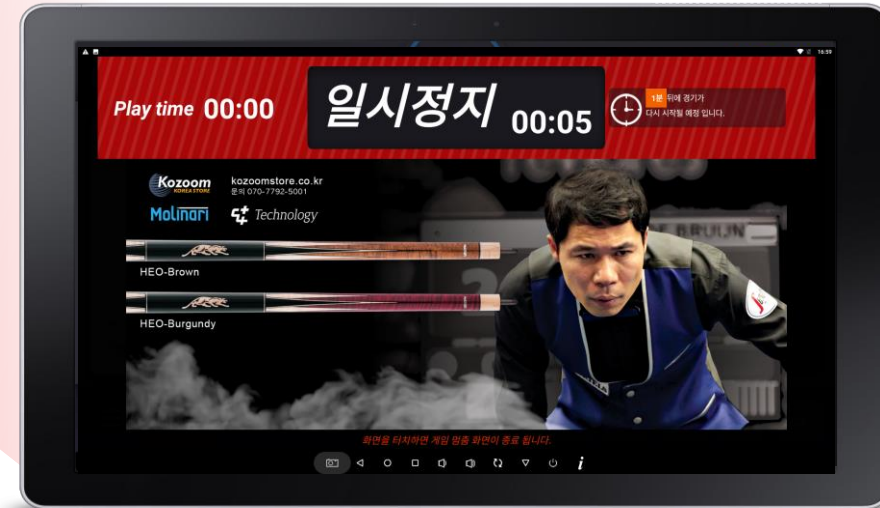 16:59
Play time 00:00
일시정지 00:05
1분 뒤에 경기가
다시 시작될 예정 입니다.
Kozoom
KOREA STORE
kozoomstore.co.kr
문의 070-7792-5001
Molinari
Technology
HEO-Brown
HEO-Burgundy
BRUIJN
화면을 터치하면 게임 멈춤 화면이 종료 됩니다.
i